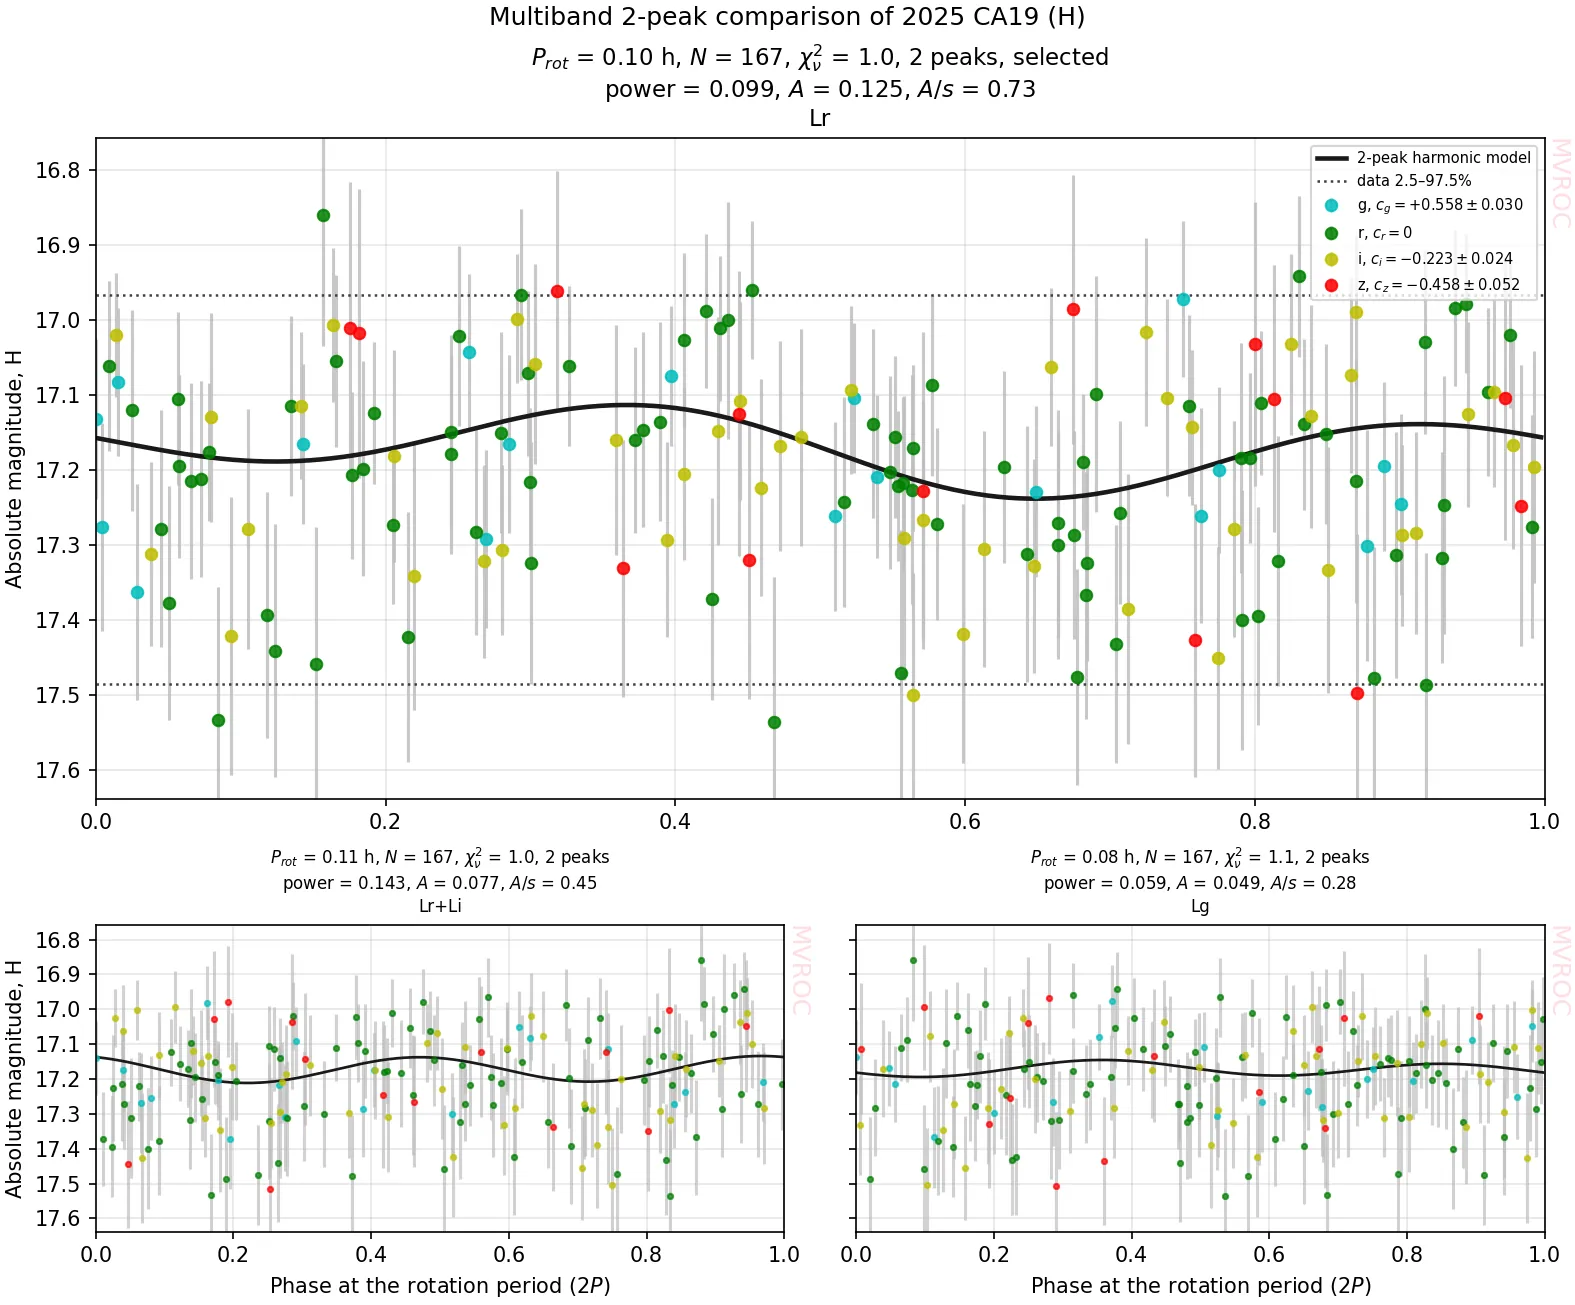 Multiband 2-peak comparison of 2025 CA19 (H)
P_rot = 0.10 h, N = 167, χ²_ν = 1.0, 2 peaks, selected
power = 0.099, A = 0.125, A/s = 0.73
Lr
MVROC
2-peak harmonic model
data 2.5–97.5%
g, c_g = +0.558 ± 0.030
r, c_r = 0
i, c_i = −0.223 ± 0.024
z, c_z = −0.458 ± 0.052
Absolute magnitude, H
16.8
16.9
17.0
17.1
17.2
17.3
17.4
17.5
17.6
0.0 0.2 0.4 0.6 0.8 1.0
P_rot = 0.11 h, N = 167, χ²_ν = 1.0, 2 peaks
power = 0.143, A = 0.077, A/s = 0.45
Lr+Li
MVROC
Absolute magnitude, H
16.8
16.9
17.0
17.1
17.2
17.3
17.4
17.5
17.6
0.0 0.2 0.4 0.6 0.8 1.0
Phase at the rotation period (2P)
P_rot = 0.08 h, N = 167, χ²_ν = 1.1, 2 peaks
power = 0.059, A = 0.049, A/s = 0.28
Lg
MVROC
0.0 0.2 0.4 0.6 0.8 1.0
Phase at the rotation period (2P)